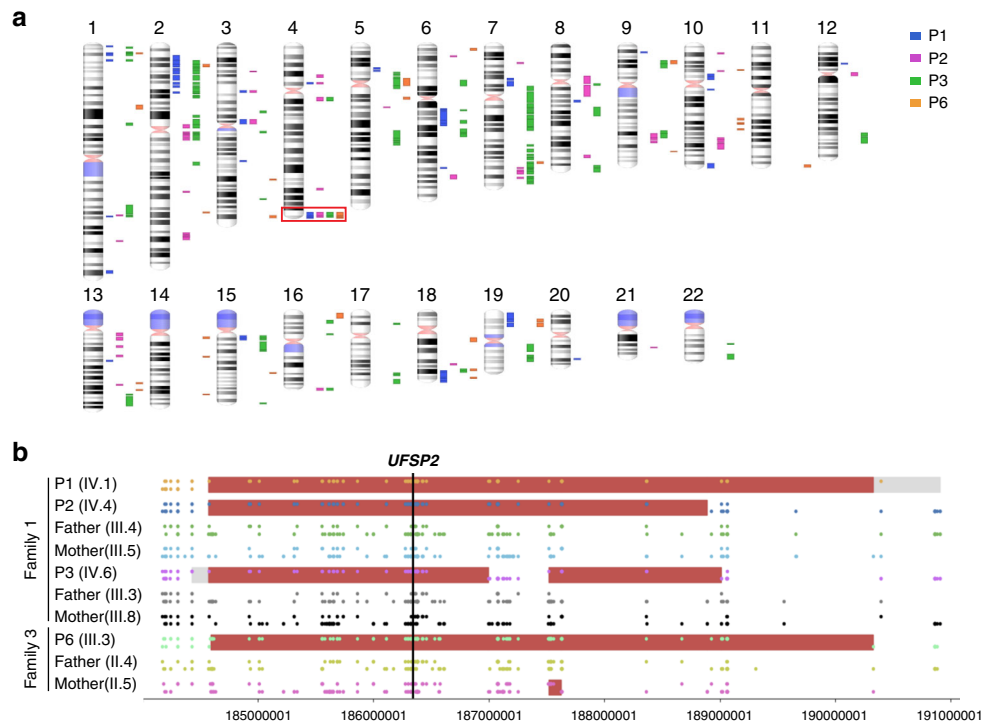 a
1 2 3 4 5 6 7 8 9 10 11 12
P1
P2
P3
P6
13 14 15 16 17 18 19 20 21 22
b
UFSP2
Family 1
P1 (IV.1)
P2 (IV.4)
Father (III.4)
Mother(III.5)
P3 (IV.6)
Father (III.3)
Mother(III.8)
Family 3
P6 (III.3)
Father (II.4)
Mother(II.5)
185000001 186000001 187000001 188000001 189000001 190000001 191000001